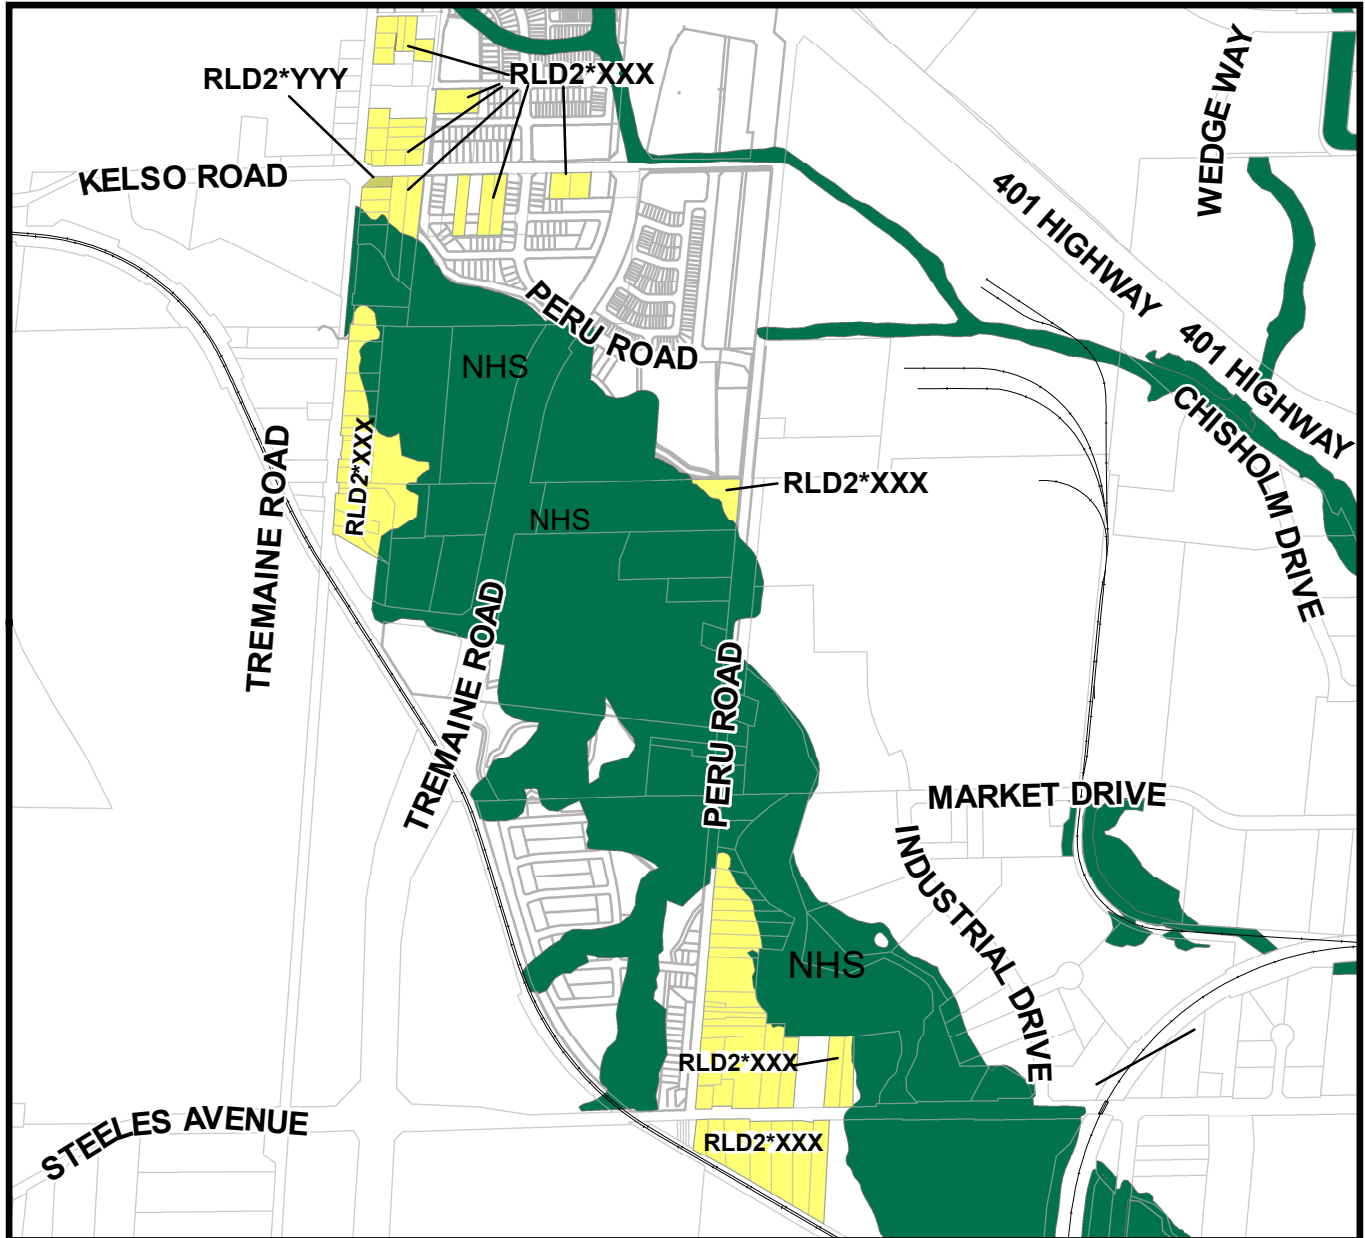 WEDGE WAY
RLD2*YYY
RLD2*XXX
KELSO ROAD
401 HIGHWAY
PERU ROAD
401 HIGHWAY
NHS
CHISHOLM DRIVE
RLD2*XXX
TREMAINE ROAD
RLD2*XXX
NHS
TREMAINE ROAD
PERU ROAD
MARKET DRIVE
INDUSTRIAL DRIVE
NHS
RLD2*XXX
STEELES AVENUE
RLD2*XXX